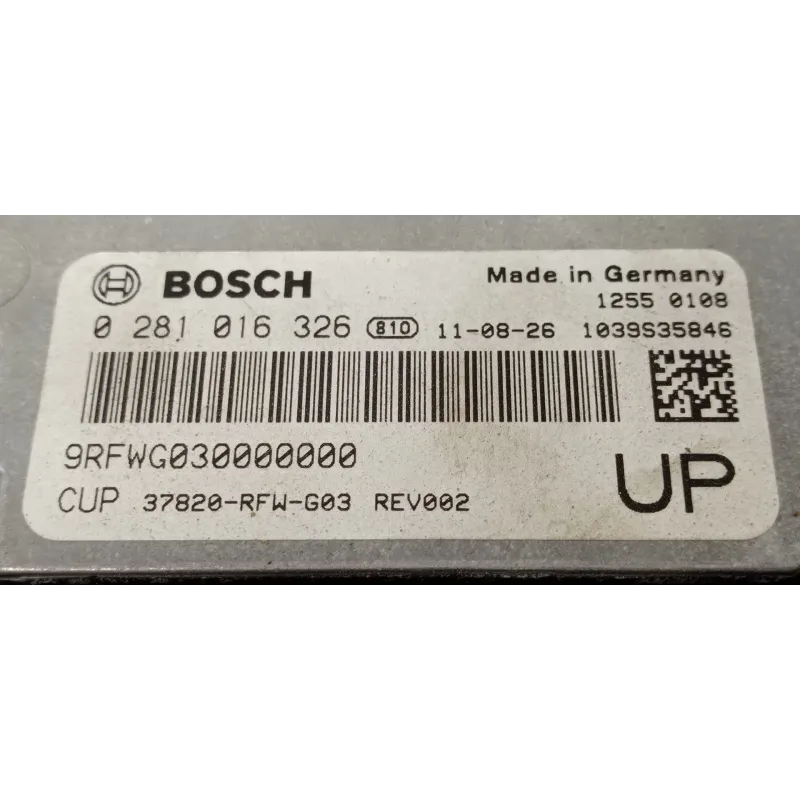 BOSCH Made in Germany
1255 0108
0 281 016 326 810 11-08-26 1039S35846
9RFWG030000000
CUP 37820-RFW-G03 REV002
UP